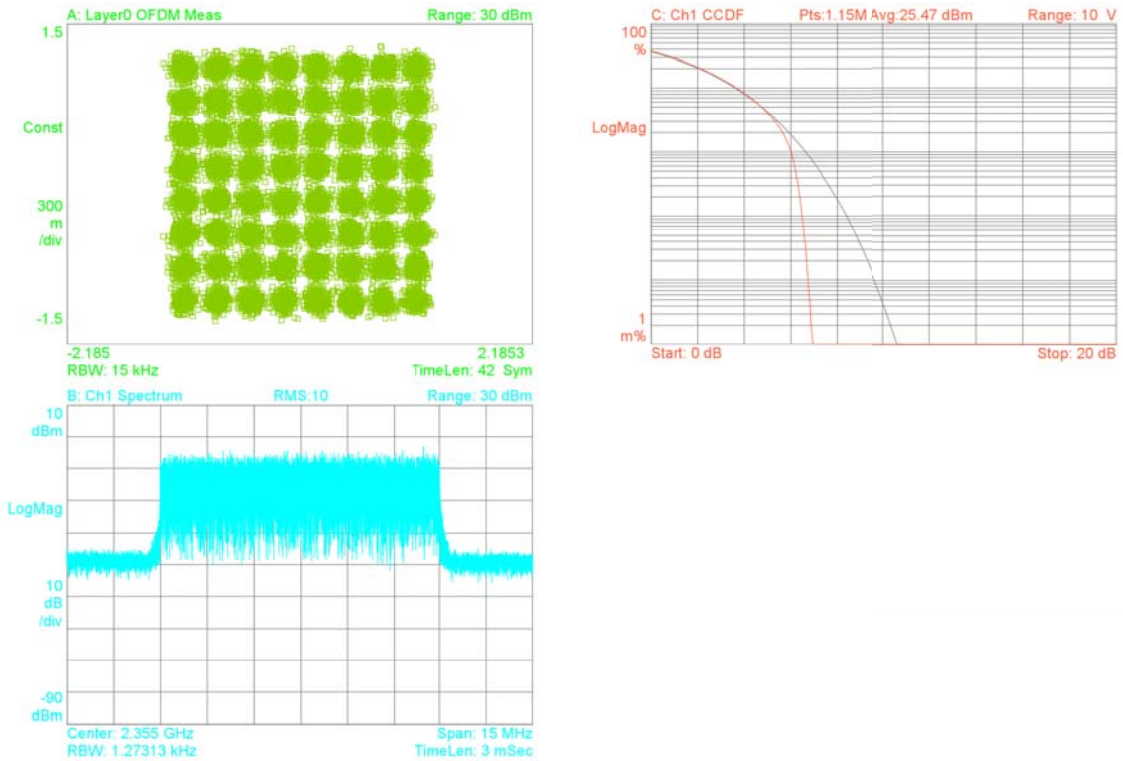 A: Layer0 OFDM Meas Range: 30 dBm
1.5
Const
300
m
/div
-1.5
-2.185 2.1853
RBW: 15 kHz TimeLen: 42 Sym
C: Ch1 CCDF Pts:1.15M Avg:25.47 dBm Range: 10 V
100
%
LogMag
1
m%
Start: 0 dB Stop: 20 dB
B: Ch1 Spectrum RMS:10 Range: 30 dBm
10
dBm
LogMag
10
dB
/div
-90
dBm
Center: 2.355 GHz Span: 15 MHz
RBW: 1.27313 kHz TimeLen: 3 mSec